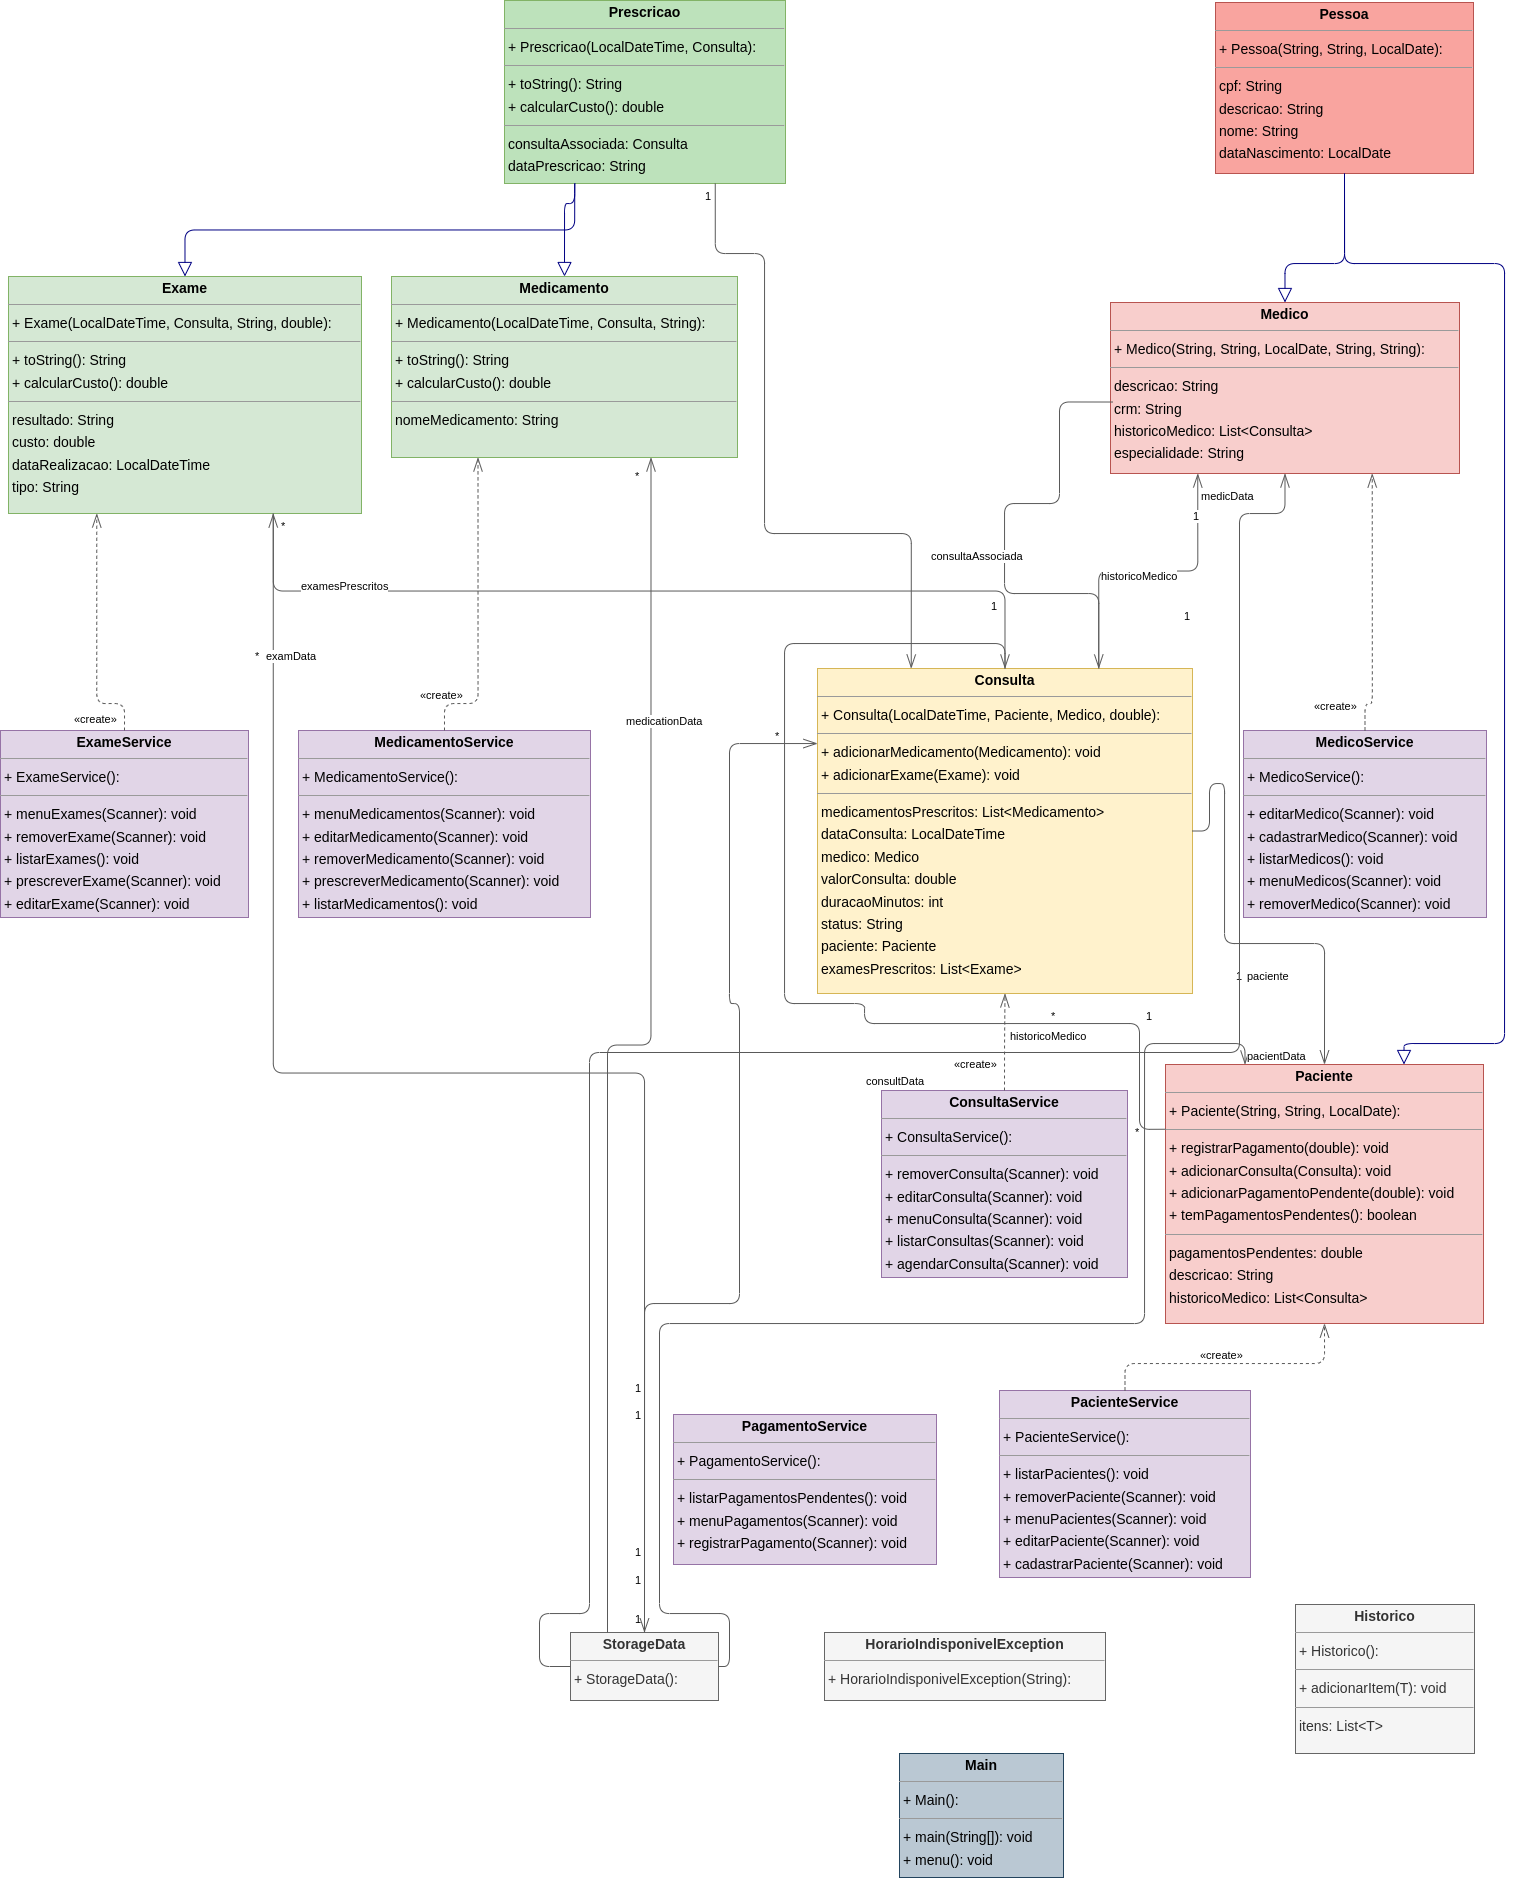 Prescricao
+ Prescricao(LocalDateTime, Consulta):
+ toString(): String
+ calcularCusto(): double
consultaAssociada: Consulta
dataPrescricao: String
Pessoa
+ Pessoa(String, String, LocalDate):
cpf: String
descricao: String
nome: String
dataNascimento: LocalDate
1
Exame
+ Exame(LocalDateTime, Consulta, String, double):
+ toString(): String
+ calcularCusto(): double
resultado: String
custo: double
dataRealizacao: LocalDateTime
tipo: String
Medicamento
+ Medicamento(LocalDateTime, Consulta, String):
+ toString(): String
+ calcularCusto(): double
nomeMedicamento: String
Medico
+ Medico(String, String, LocalDate, String, String):
descricao: String
crm: String
historicoMedico: List<Consulta>
especialidade: String
*
medicData
1
*
consultaAssociada
historicoMedico
examesPrescritos
1
1
* examData
«create»
«create»
medicationData
«create»
*
ExameService
+ ExameService():
+ menuExames(Scanner): void
+ removerExame(Scanner): void
+ listarExames(): void
+ prescreverExame(Scanner): void
+ editarExame(Scanner): void
MedicamentoService
+ MedicamentoService():
+ menuMedicamentos(Scanner): void
+ editarMedicamento(Scanner): void
+ removerMedicamento(Scanner): void
+ prescreverMedicamento(Scanner): void
+ listarMedicamentos(): void
Consulta
+ Consulta(LocalDateTime, Paciente, Medico, double):
+ adicionarMedicamento(Medicamento): void
+ adicionarExame(Exame): void
medicamentosPrescritos: List<Medicamento>
dataConsulta: LocalDateTime
medico: Medico
valorConsulta: double
duracaoMinutos: int
status: String
paciente: Paciente
examesPrescritos: List<Exame>
MedicoService
+ MedicoService():
+ editarMedico(Scanner): void
+ cadastrarMedico(Scanner): void
+ listarMedicos(): void
+ menuMedicos(Scanner): void
+ removerMedico(Scanner): void
1 paciente
*
1
historicoMedico
«create»
pacientData
consultData
*
ConsultaService
+ ConsultaService():
+ removerConsulta(Scanner): void
+ editarConsulta(Scanner): void
+ menuConsulta(Scanner): void
+ listarConsultas(Scanner): void
+ agendarConsulta(Scanner): void
Paciente
+ Paciente(String, String, LocalDate):
+ registrarPagamento(double): void
+ adicionarConsulta(Consulta): void
+ adicionarPagamentoPendente(double): void
+ temPagamentosPendentes(): boolean
pagamentosPendentes: double
descricao: String
historicoMedico: List<Consulta>
«create»
1
1
1
1
1
PagamentoService
+ PagamentoService():
+ listarPagamentosPendentes(): void
+ menuPagamentos(Scanner): void
+ registrarPagamento(Scanner): void
PacienteService
+ PacienteService():
+ listarPacientes(): void
+ removerPaciente(Scanner): void
+ menuPacientes(Scanner): void
+ editarPaciente(Scanner): void
+ cadastrarPaciente(Scanner): void
StorageData
+ StorageData():
HorarioIndisponivelException
+ HorarioIndisponivelException(String):
Historico
+ Historico():
+ adicionarItem(T): void
itens: List<T>
Main
+ Main():
+ main(String[]): void
+ menu(): void